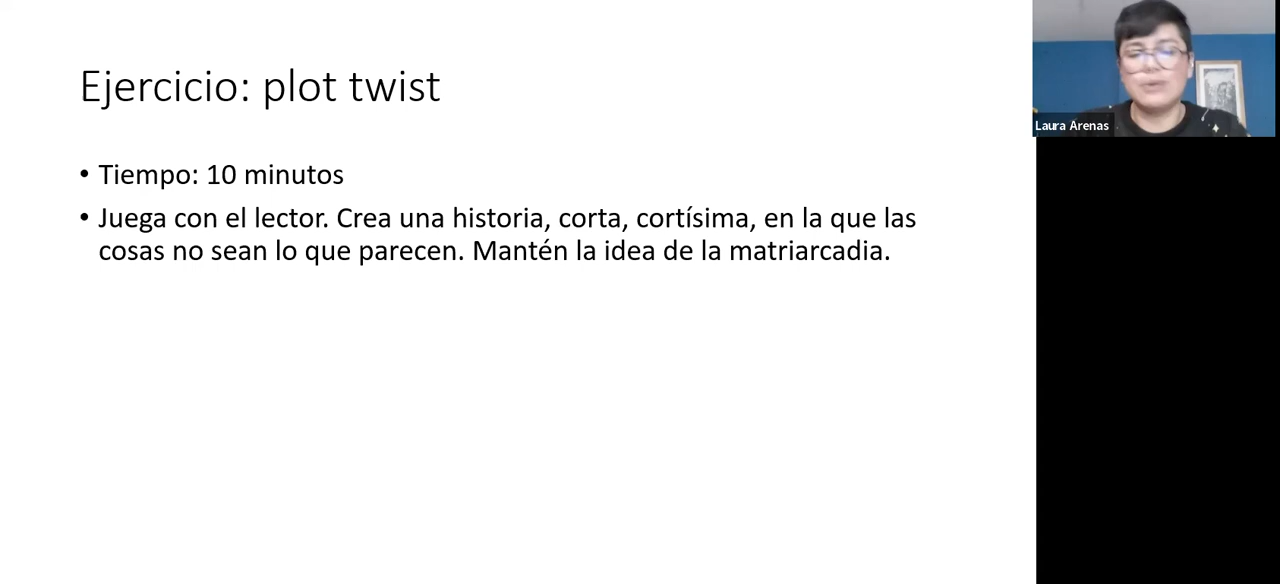 Ejercicio: plot twist
• Tiempo: 10 minutos
• Juega con el lector. Crea una historia, corta, cortísima, en la que las
cosas no sean lo que parecen. Mantén la idea de la matriarcadia.
Laura Arenas